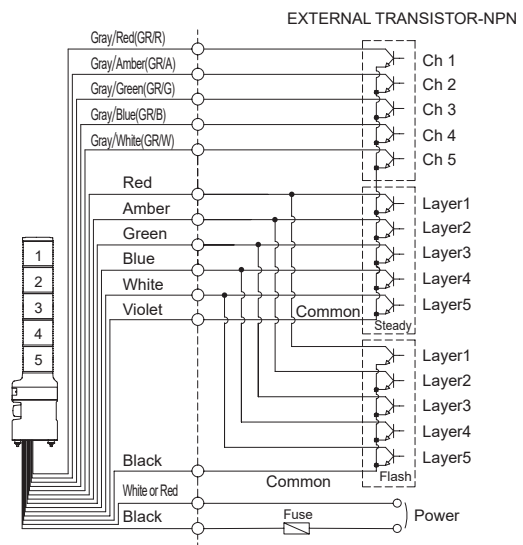 EXTERNAL TRANSISTOR-NPN
Gray/Red(GR/R)
Ch 1
Gray/Amber(GR/A)
Ch 2
Gray/Green(GR/G)
Ch 3
Gray/Blue(GR/B)
Ch 4
Gray/White(GR/W)
Ch 5
Red
Layer1
Amber
Layer2
Green
Layer3
Blue
Layer4
White
Layer5
Violet
Common
Steady
1
2
3
4
5
Layer1
Layer2
Layer3
Layer4
Layer5
Flash
Black
Common
White or Red
Black
Fuse
Power